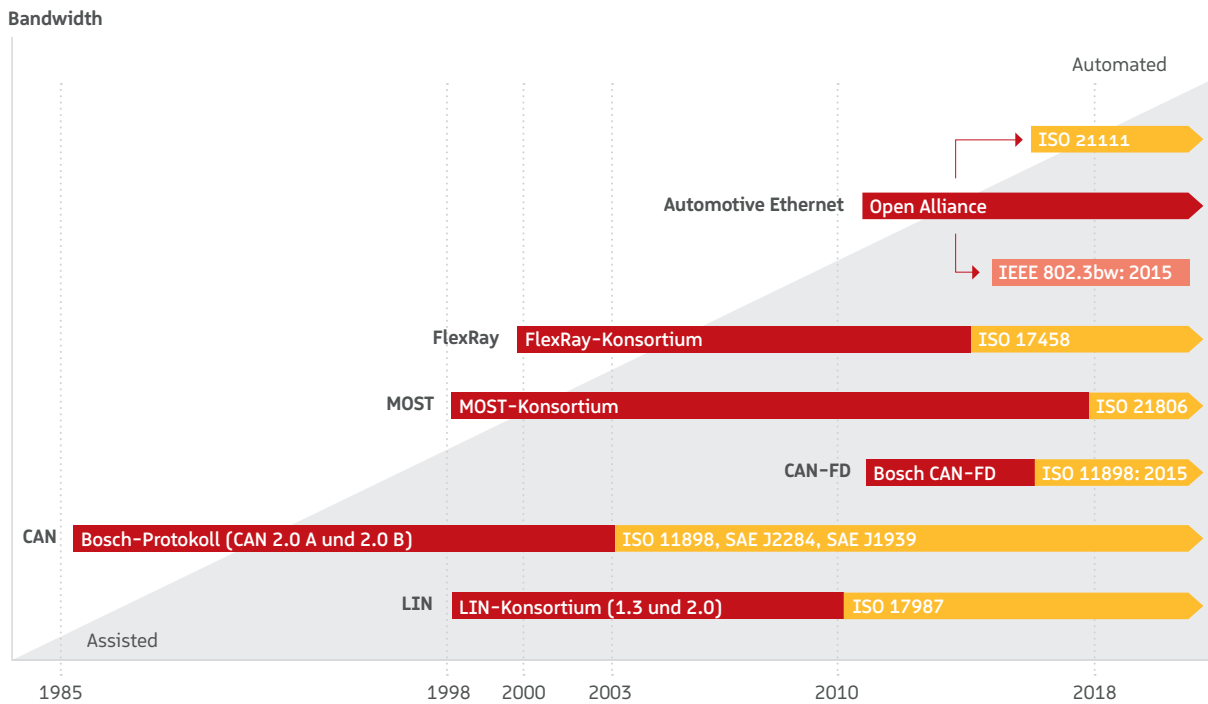 Bandwidth
Automated
ISO 21111
Automotive Ethernet Open Alliance
IEEE 802.3bw: 2015
FlexRay FlexRay-Konsortium ISO 17458
MOST MOST-Konsortium ISO 21806
CAN-FD Bosch CAN-FD ISO 11898: 2015
CAN Bosch-Protokoll (CAN 2.0 A und 2.0 B) ISO 11898, SAE J2284, SAE J1939
LIN LIN-Konsortium (1.3 und 2.0) ISO 17987
Assisted
1985 1998 2000 2003 2010 2018